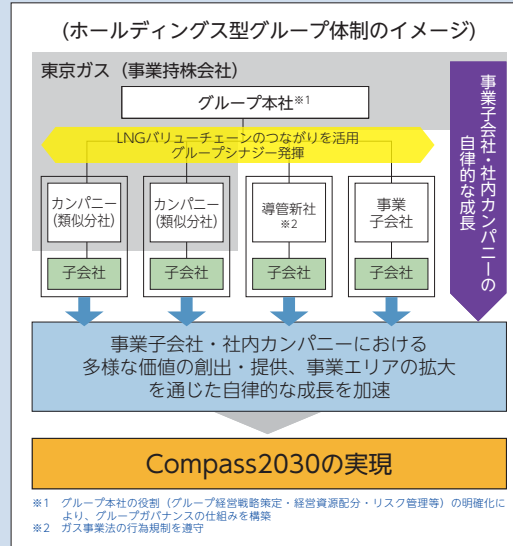 (ホールディングス型グループ体制のイメージ)
東京ガス（事業持株会社）
グループ本社※1
LNGバリューチェーンのつながりを活用
グループシナジー発揮
カンパニー
(類似分社)
子会社
カンパニー
(類似分社)
子会社
導管新社
※2
子会社
事業
子会社
子会社
事業子会社・社内カンパニーの
自律的な成長
事業子会社・社内カンパニーにおける
多様な価値の創出・提供、事業エリアの拡大
を通じた自律的な成長を加速
Compass2030の実現
※1 グループ本社の役割（グループ経営戦略策定・経営資源配分・リスク管理等）の明確化に
より、グループガバナンスの仕組みを構築
※2 ガス事業法の行為規制を遵守